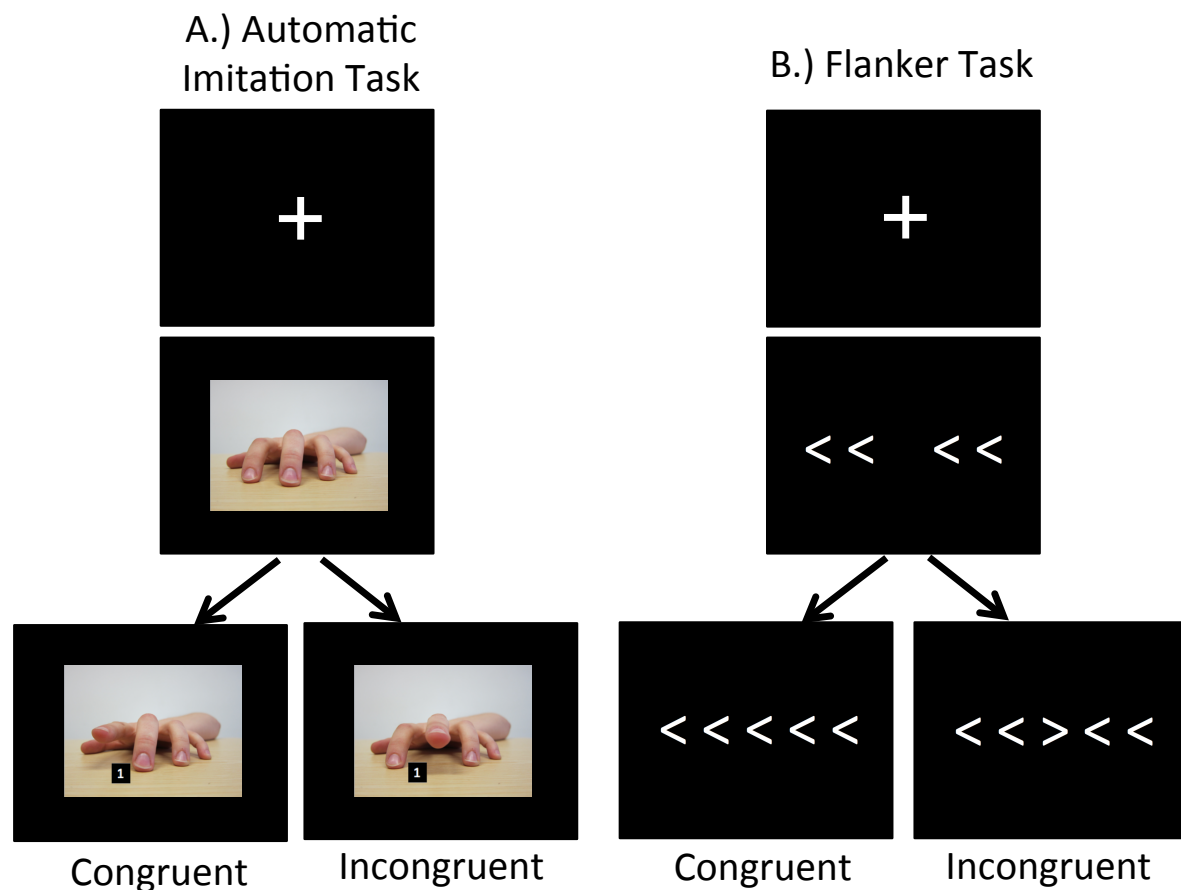 A.) Automatic
Imitation Task
+
1
Congruent
1
Incongruent
B.) Flanker Task
+
< < < <
< < < < <
Congruent
< < > < <
Incongruent